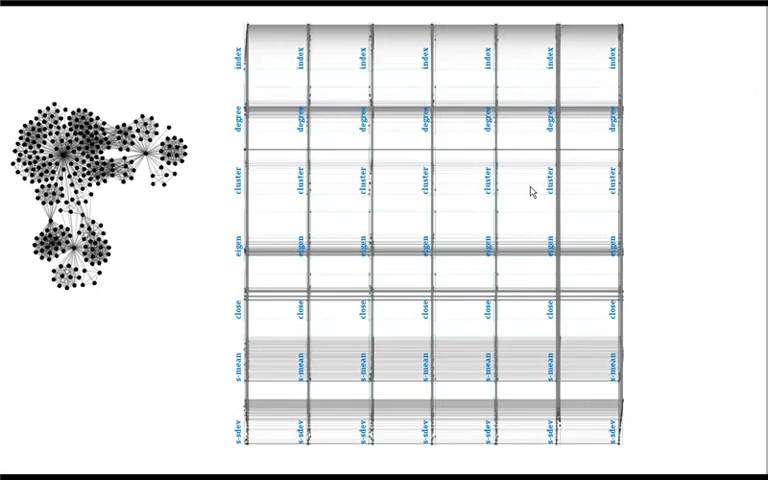 index index index index index index index
degree degree degree degree degree degree degree
cluster cluster cluster cluster cluster cluster cluster
eigen eigen eigen eigen eigen eigen eigen
close close close close close close close
s-mean s-mean s-mean s-mean s-mean s-mean s-mean
s-sdev s-sdev s-sdev s-sdev s-sdev s-sdev s-sdev